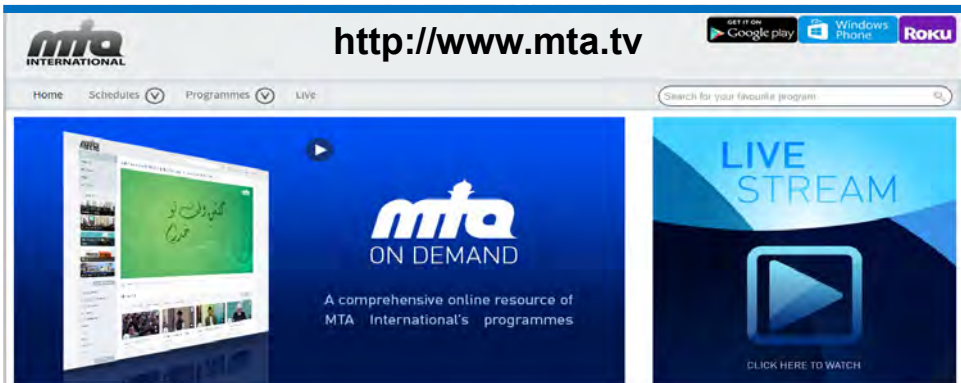 mta
INTERNATIONAL
http://www.mta.tv
GET IT ON
Google play
Windows
Phone
ROKU
Home Schedules Programmes Live
Search for your favourite program
mta
ON DEMAND
A comprehensive online resource of
MTA International's programmes
LIVE
STREAM
CLICK HERE TO WATCH